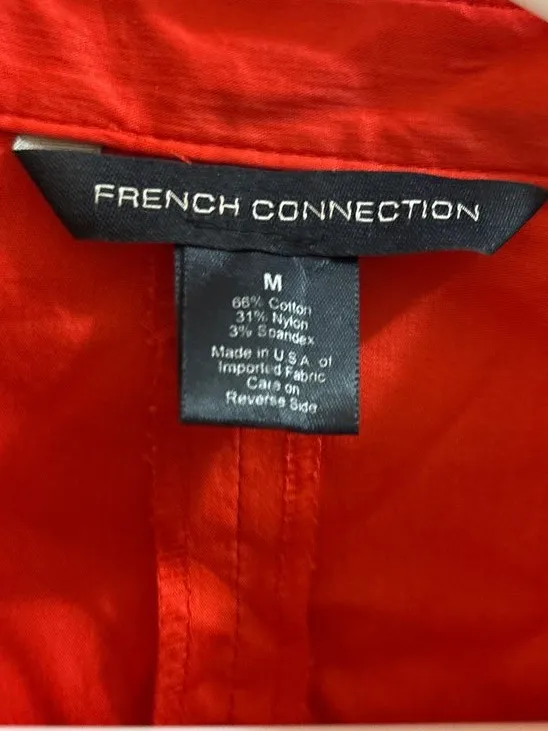 FRENCH CONNECTION
M
66% Cotton
31% Nylon
3% Spandex
Made in U.S.A. of
Imported Fabric
Care on
Reverse Side